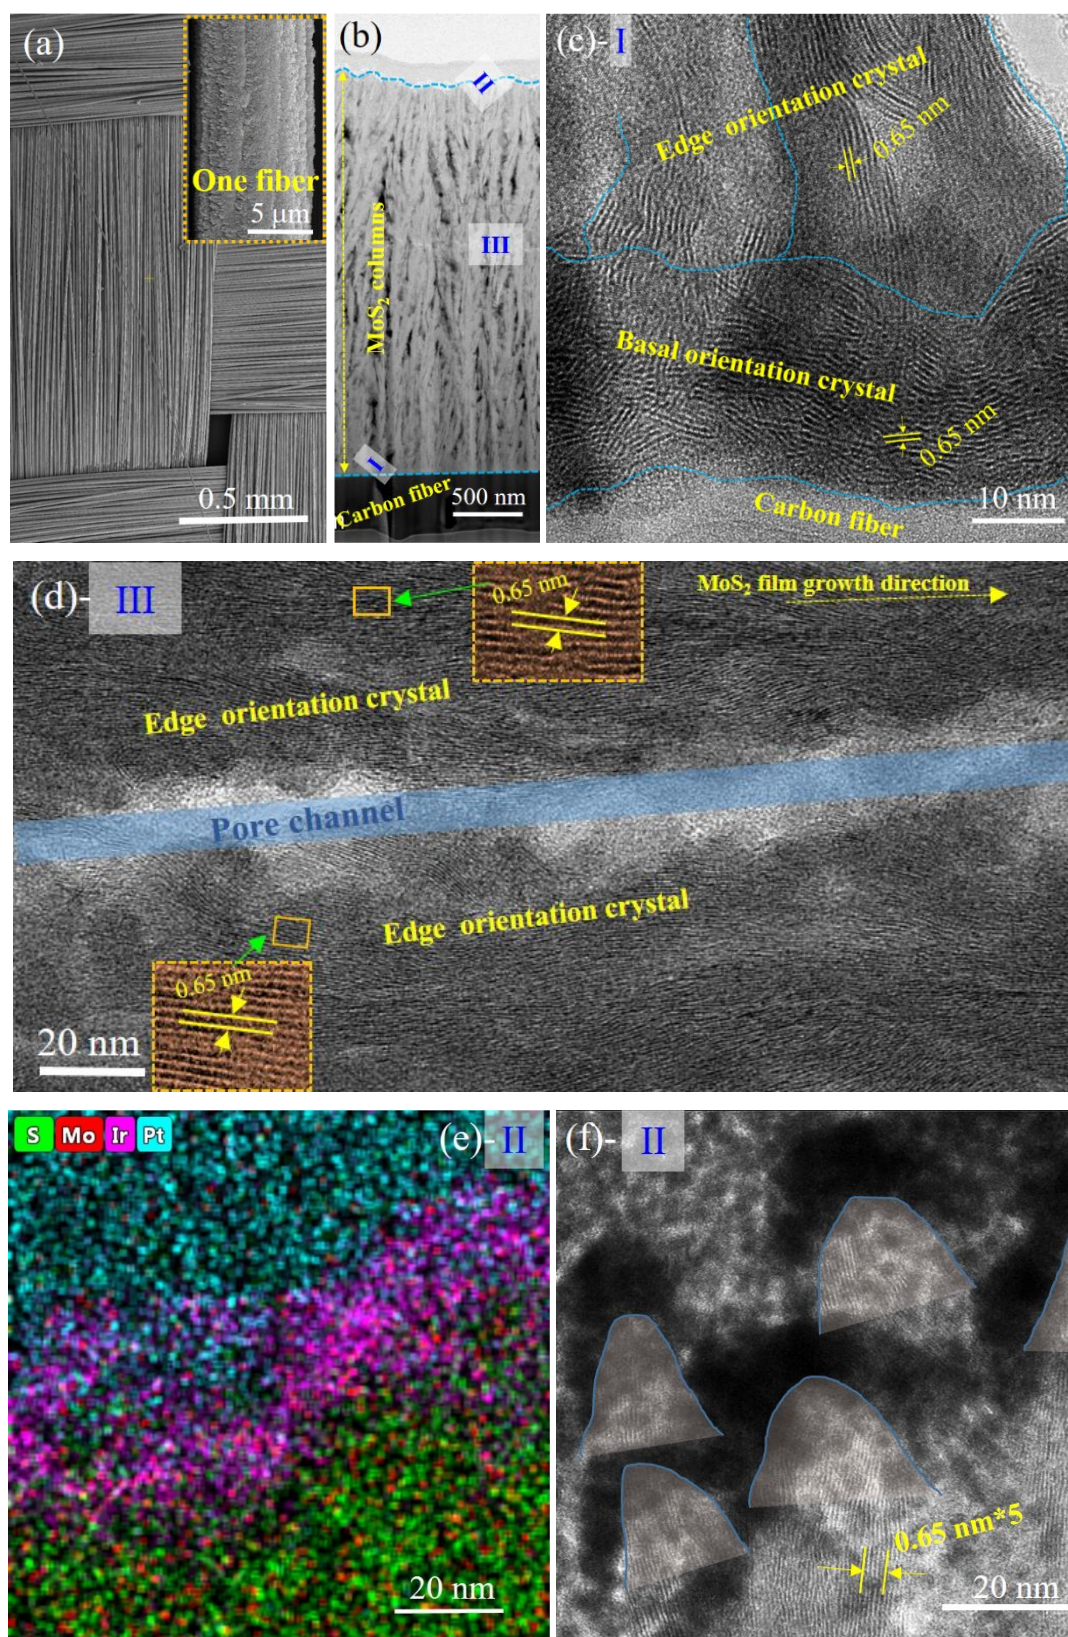 (a)
One fiber
5 μm
0.5 mm
(b)
II
MoS₂ columns
III
I
Carbon fiber
500 nm
(c)-I
Edge orientation crystal
0.65 nm
Basal orientation crystal
0.65 nm
Carbon fiber
10 nm
(d)- III
0.65 nm
MoS₂ film growth direction
Edge orientation crystal
Pore channel
Edge orientation crystal
0.65 nm
20 nm
S Mo Ir Pt
(e)-II
20 nm
(f)- II
0.65 nm*5
20 nm